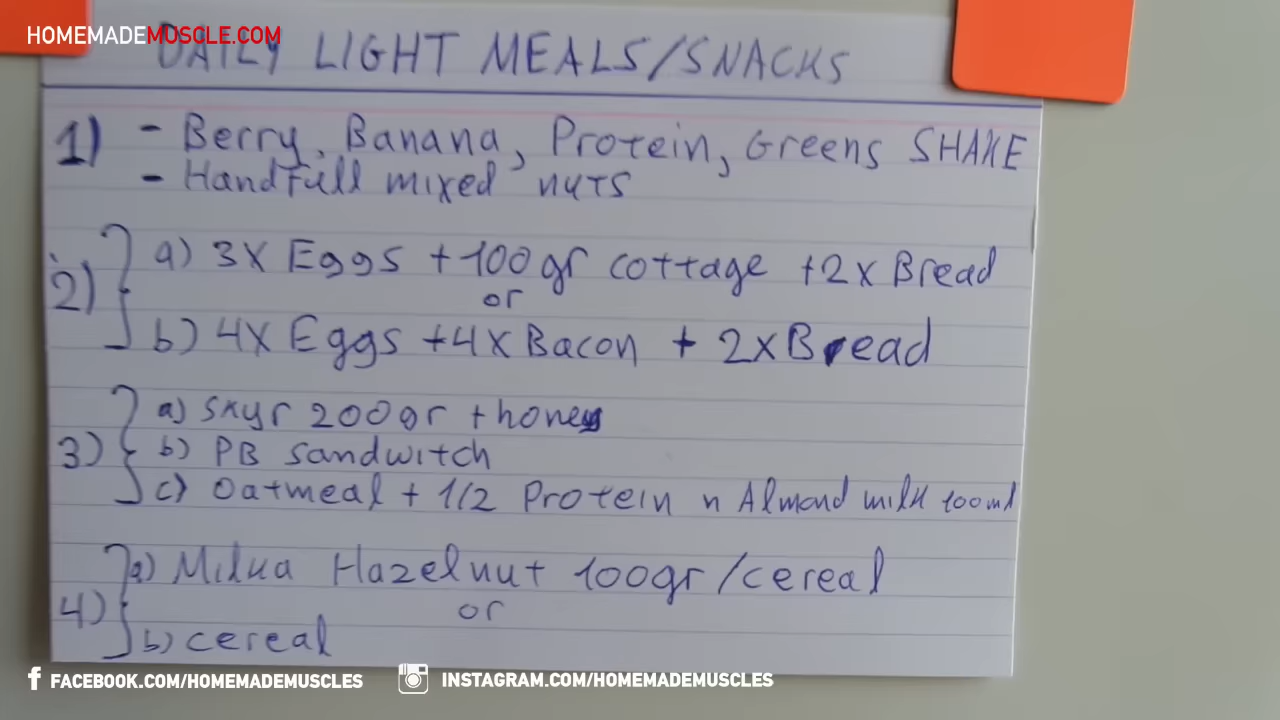 HOMEMADEMUSCLE.COM
DAILY LIGHT MEALS/SNACKS
1) - Berry, Banana, Protein, Greens SHAKE
- Handfull mixed nuts
2) a) 3x Eggs +100gr cottage +2x Bread
or
b) 4x Eggs +4x Bacon + 2xBread
3) a) skyr 200gr + honey
b) PB sandwitch
c) Oatmeal + 1/2 Protein n Almond milk 100ml
4) a) Milka Hazelnut 100gr/cereal
or
b) cereal
FACEBOOK.COM/HOMEMADEMUSCLES
INSTAGRAM.COM/HOMEMADEMUSCLES